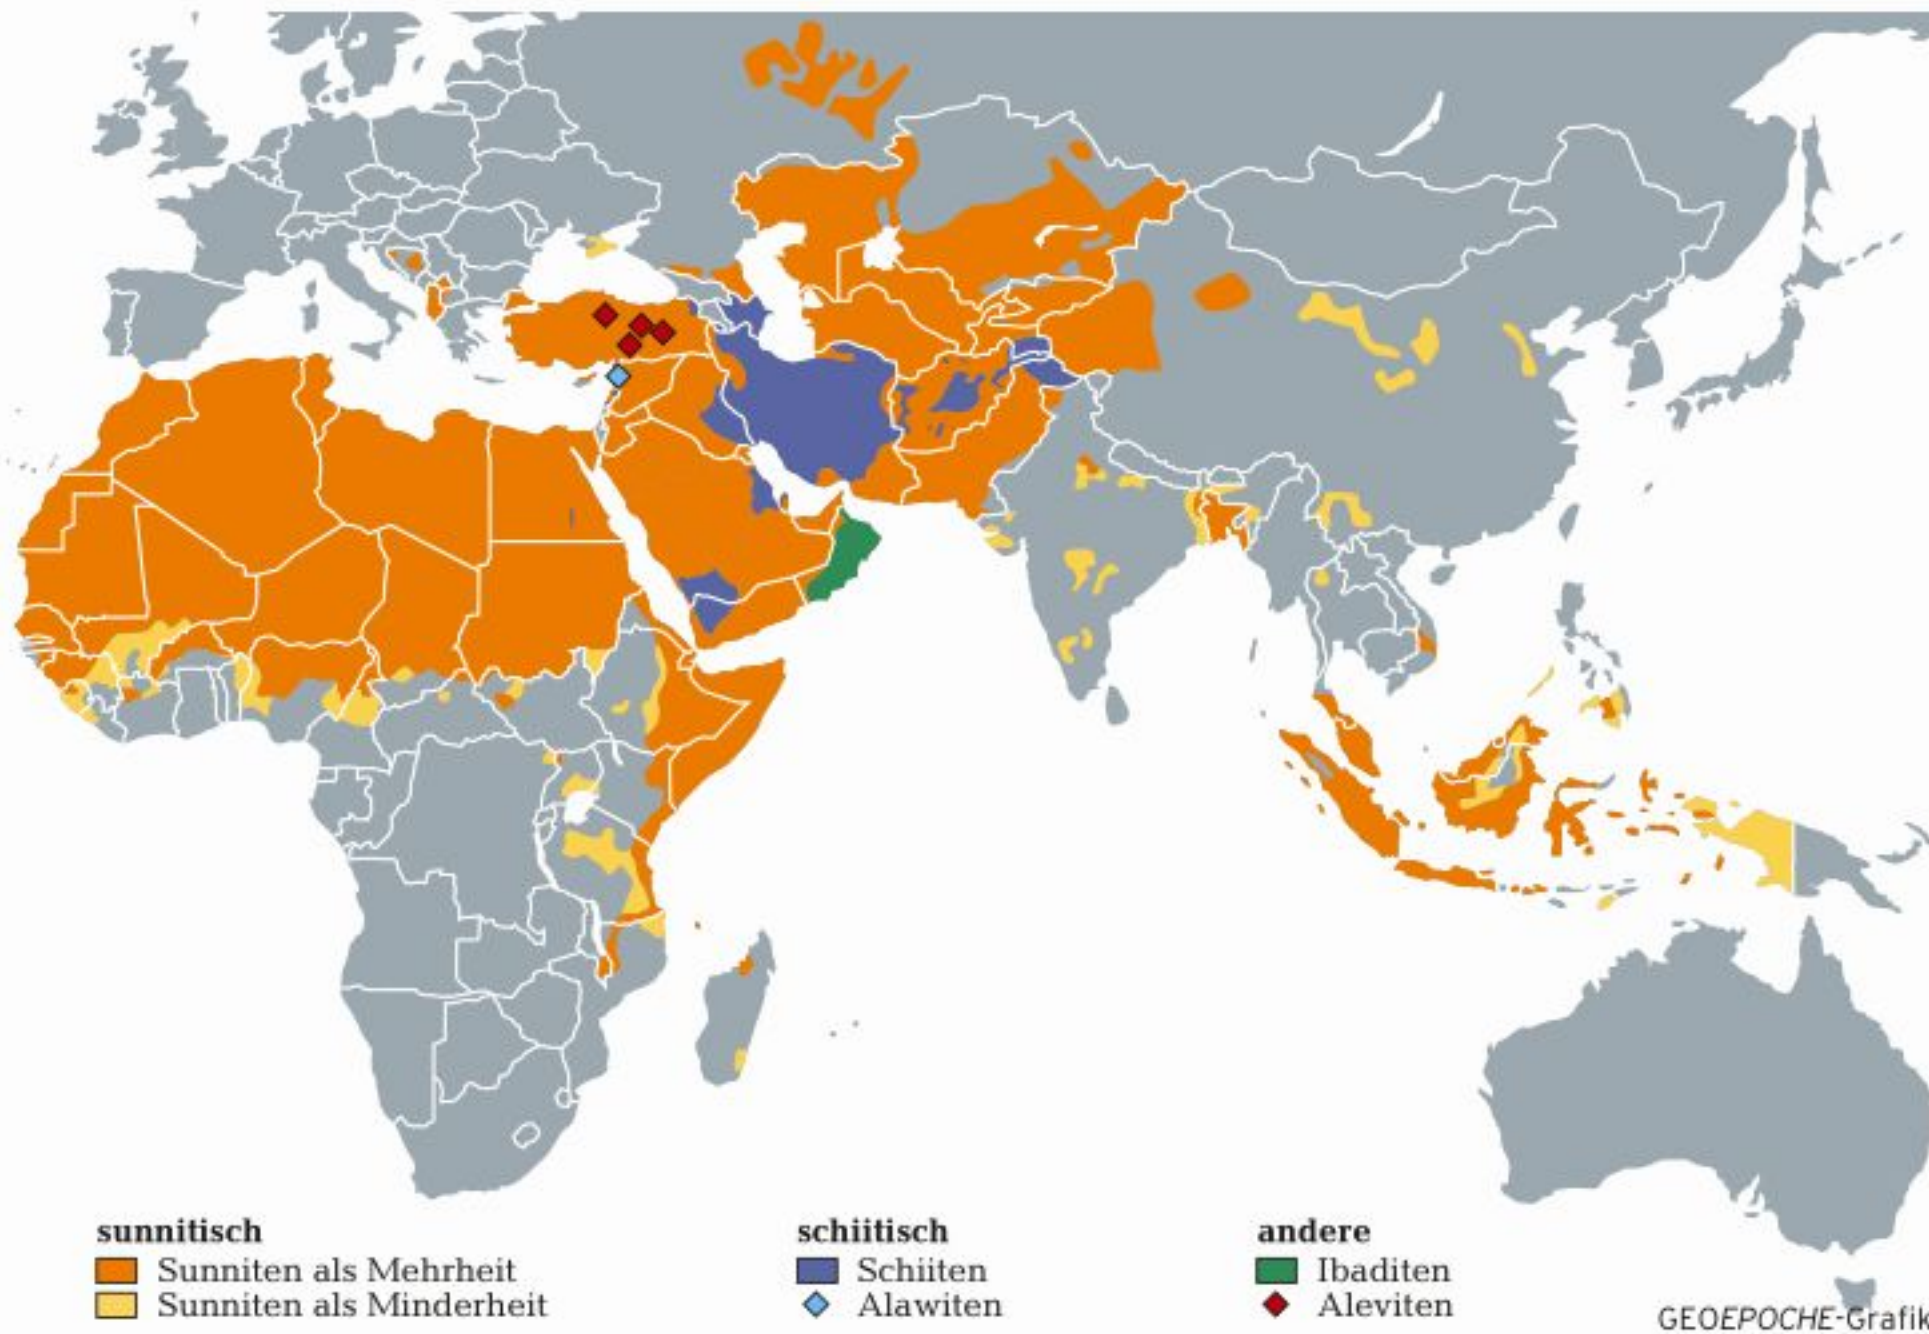 sunnitisch
Sunniten als Mehrheit
Sunniten als Minderheit
schiitisch
Schiiten
Alawiten
andere
Ibaditen
Aleviten
GEOEPOCHE-Grafik